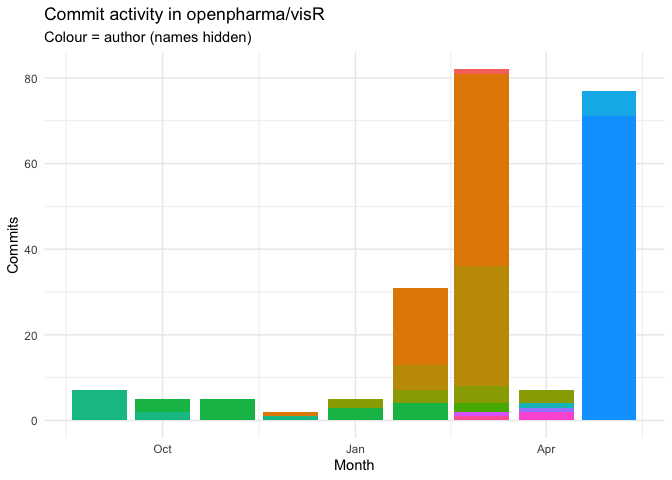 Commit activity in openpharma/visR
Colour = author (names hidden)
80
60
40
20
0
Commits
Oct
Jan
Apr
Month